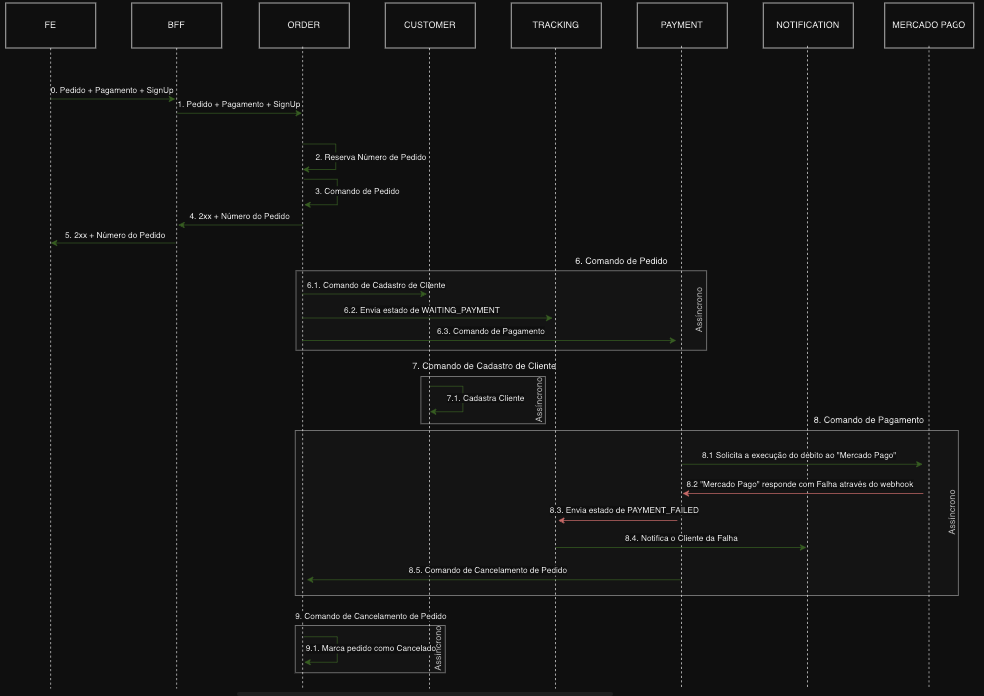 FE
BFF
ORDER
CUSTOMER
TRACKING
PAYMENT
NOTIFICATION
MERCADO PAGO
0. Pedido + Pagamento + SignUp
1. Pedido + Pagamento + SignUp
2. Reserva Número de Pedido
3. Comando de Pedido
4. 2xx + Número do Pedido
5. 2xx + Número do Pedido
6. Comando de Pedido
6.1. Comando de Cadastro de Cliente
6.2. Envia estado de WAITING_PAYMENT
6.3. Comando de Pagamento
Assíncrono
7. Comando de Cadastro de Cliente
7.1. Cadastra Cliente
Assíncrono
8. Comando de Pagamento
8.1 Solicita a execução do débito ao "Mercado Pago"
8.2 "Mercado Pago" responde com Falha através do webhook
8.3. Envia estado de PAYMENT_FAILED
8.4. Notifica o Cliente da Falha
8.5. Comando de Cancelamento de Pedido
Assíncrono
9. Comando de Cancelamento de Pedido
9.1. Marca pedido como Cancelado
Assíncrono